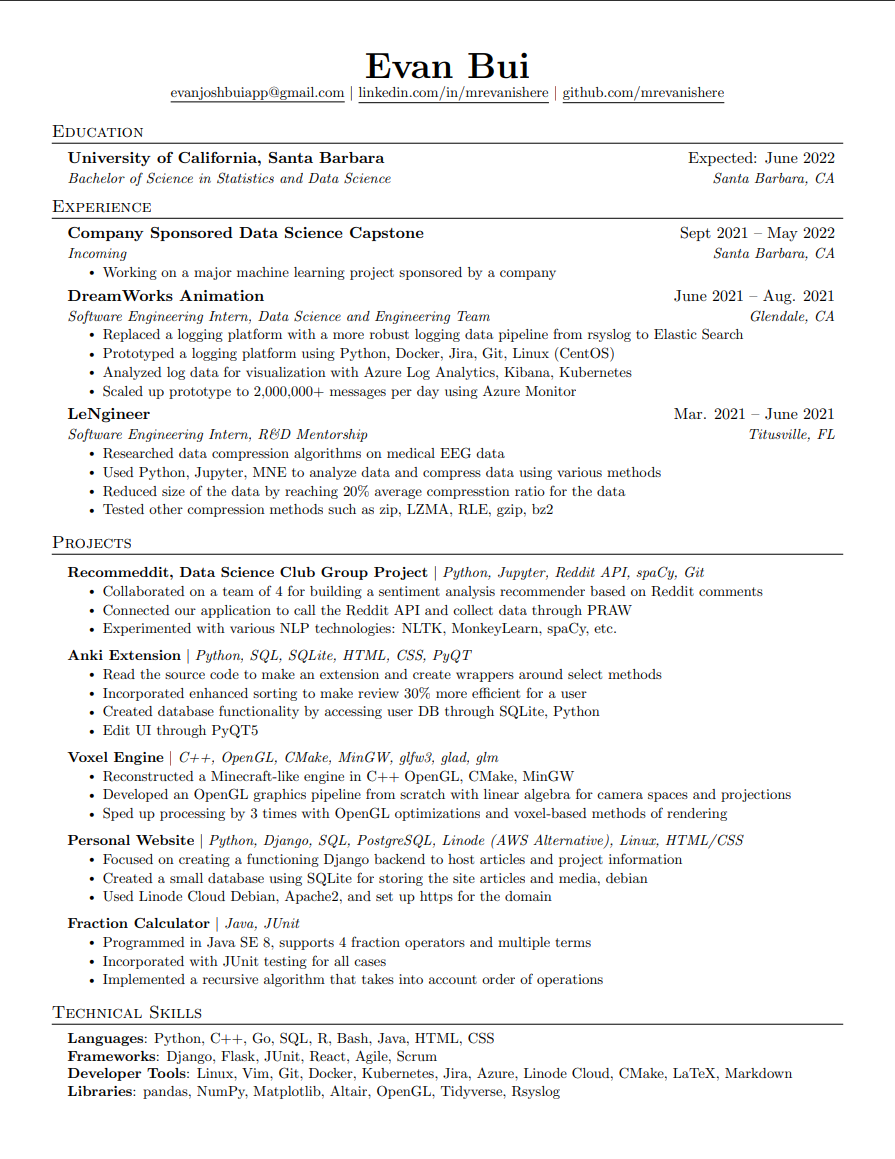 Evan Bui
evanjoshbuiapp@gmail.com | linkedin.com/in/mrevanishere | github.com/mrevanishere
Education
University of California, Santa Barbara Expected: June 2022
Bachelor of Science in Statistics and Data Science Santa Barbara, CA
Experience
Company Sponsored Data Science Capstone Sept 2021 – May 2022
Incoming Santa Barbara, CA
• Working on a major machine learning project sponsored by a company
DreamWorks Animation June 2021 – Aug. 2021
Software Engineering Intern, Data Science and Engineering Team Glendale, CA
• Replaced a logging platform with a more robust logging data pipeline from rsyslog to Elastic Search
• Prototyped a logging platform using Python, Docker, Jira, Git, Linux (CentOS)
• Analyzed log data for visualization with Azure Log Analytics, Kibana, Kubernetes
• Scaled up prototype to 2,000,000+ messages per day using Azure Monitor
LeNgineer Mar. 2021 – June 2021
Software Engineering Intern, R&D Mentorship Titusville, FL
• Researched data compression algorithms on medical EEG data
• Used Python, Jupyter, MNE to analyze data and compress data using various methods
• Reduced size of the data by reaching 20% average compresstion ratio for the data
• Tested other compression methods such as zip, LZMA, RLE, gzip, bz2
Projects
Recommeddit, Data Science Club Group Project | Python, Jupyter, Reddit API, spaCy, Git
• Collaborated on a team of 4 for building a sentiment analysis recommender based on Reddit comments
• Connected our application to call the Reddit API and collect data through PRAW
• Experimented with various NLP technologies: NLTK, MonkeyLearn, spaCy, etc.
Anki Extension | Python, SQL, SQLite, HTML, CSS, PyQT
• Read the source code to make an extension and create wrappers around select methods
• Incorporated enhanced sorting to make review 30% more efficient for a user
• Created database functionality by accessing user DB through SQLite, Python
• Edit UI through PyQT5
Voxel Engine | C++, OpenGL, CMake, MinGW, glfw3, glad, glm
• Reconstructed a Minecraft-like engine in C++ OpenGL, CMake, MinGW
• Developed an OpenGL graphics pipeline from scratch with linear algebra for camera spaces and projections
• Sped up processing by 3 times with OpenGL optimizations and voxel-based methods of rendering
Personal Website | Python, Django, SQL, PostgreSQL, Linode (AWS Alternative), Linux, HTML/CSS
• Focused on creating a functioning Django backend to host articles and project information
• Created a small database using SQLite for storing the site articles and media, debian
• Used Linode Cloud Debian, Apache2, and set up https for the domain
Fraction Calculator | Java, JUnit
• Programmed in Java SE 8, supports 4 fraction operators and multiple terms
• Incorporated with JUnit testing for all cases
• Implemented a recursive algorithm that takes into account order of operations
Technical Skills
Languages: Python, C++, Go, SQL, R, Bash, Java, HTML, CSS
Frameworks: Django, Flask, JUnit, React, Agile, Scrum
Developer Tools: Linux, Vim, Git, Docker, Kubernetes, Jira, Azure, Linode Cloud, CMake, LaTeX, Markdown
Libraries: pandas, NumPy, Matplotlib, Altair, OpenGL, Tidyverse, Rsyslog